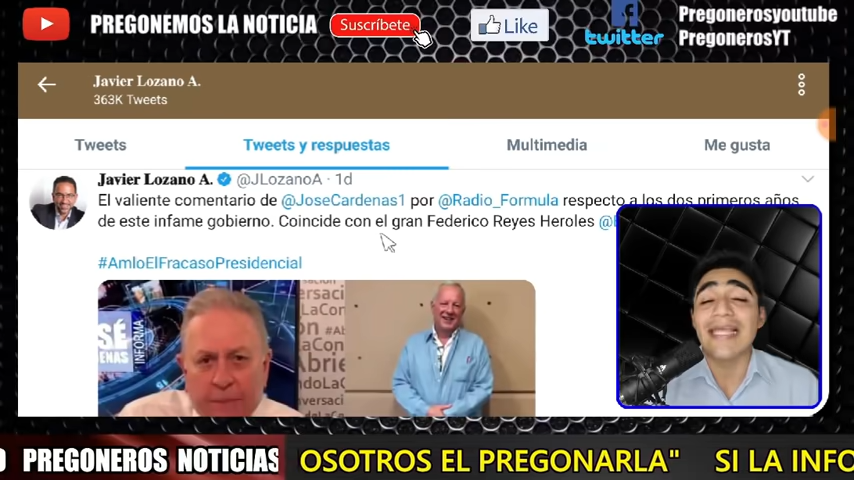 PREGONEMOS LA NOTICIA
Suscríbete
Like
twitter
Pregonerosyoutube
PregonerosYT
Javier Lozano A.
363K Tweets
Tweets
Tweets y respuestas
Multimedia
Me gusta
Javier Lozano A. @JLozanoA · 1d
El valiente comentario de @JoseCardenas1 por @Radio_Formula respecto a los dos primeros años
de este infame gobierno. Coincide con el gran Federico Reyes Heroles
#AmloElFracasoPresidencial
INFORMA
PREGONEROS NOTICIAS
OSOTROS EL PREGONARLA" SI LA INFO